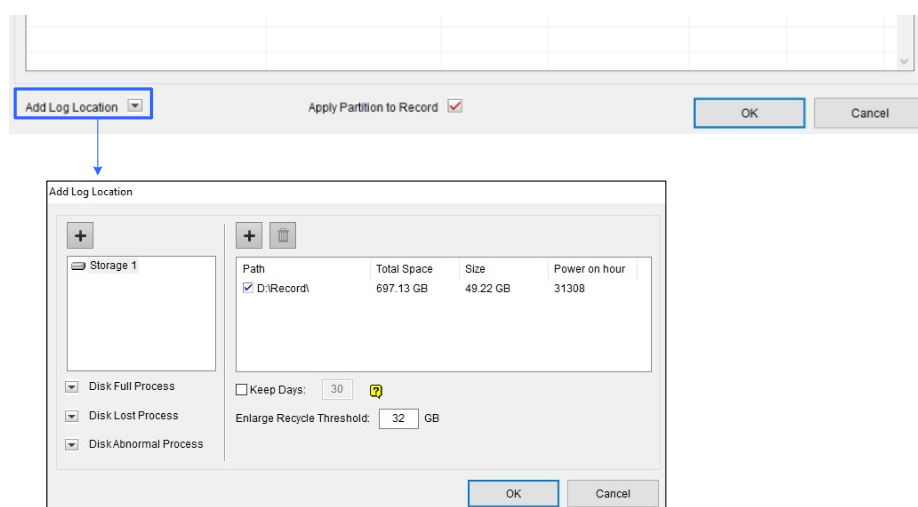 Add Log Location
Apply Partition to Record
OK
Cancel
Add Log Location
Storage 1
Path Total Space Size Power on hour
D:\Record\ 697.13 GB 49.22 GB 31308
Disk Full Process
Disk Lost Process
Disk Abnormal Process
Keep Days: 30 ?
Enlarge Recycle Threshold: 32 GB
OK
Cancel